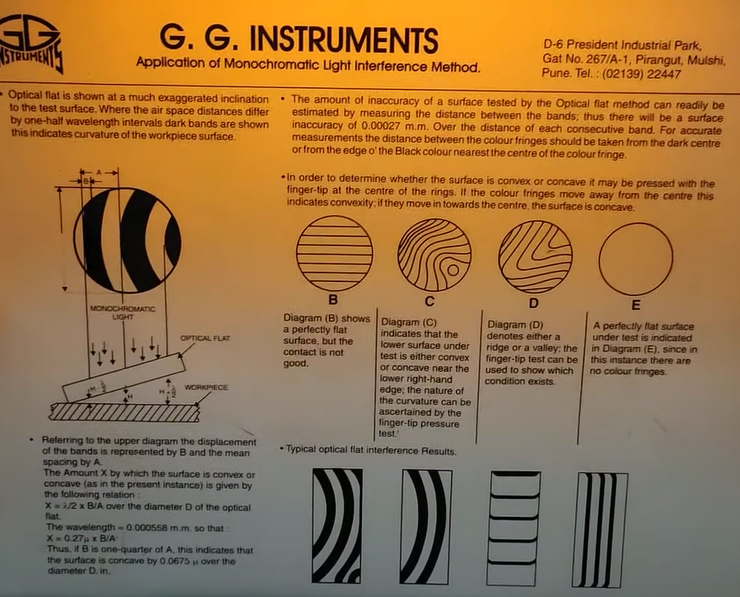 GG
INSTRUMENTS
G. G. INSTRUMENTS
Application of Monochromatic Light Interference Method.
D-6 President Industrial Park,
Gat No. 267/A-1, Pirangut, Mulshi,
Pune. Tel. : (02139) 22447
• Optical flat is shown at a much exaggerated inclination
to the test surface. Where the air space distances differ
by one-half wavelength intervals dark bands are shown
this indicates curvature of the workpiece surface.
• The amount of inaccuracy of a surface tested by the Optical flat method can readily be
estimated by measuring the distance between the bands; thus there will be a surface
inaccuracy of 0.00027 m.m. Over the distance of each consecutive band. For accurate
measurements the distance between the colour fringes should be taken from the dark centre
or from the edge o' the Black colour nearest the centre of the colour fringe.
• In order to determine whether the surface is convex or concave it may be pressed with the
finger-tip at the centre of the rings. If the colour fringes move away from the centre this
indicates convexity; if they move in towards the centre, the surface is concave.
A
B
MONOCHROMATIC
LIGHT
OPTICAL FLAT
WORKPIECE
H
B
C
D
E
Diagram (B) shows
a perfectly flat
surface, but the
contact is not
good.
Diagram (C)
indicates that the
lower surface under
test is either convex
or concave near the
lower right-hand
edge; the nature of
the curvature can be
ascertained by the
finger-tip pressure
test.'
Diagram (D)
denotes either a
ridge or a valley; the
finger-tip test can be
used to show which
condition exists.
A perfectly flat surface
under test is indicated
in Diagram (E), since in
this instance there are
no colour fringes.
• Referring to the upper diagram the displacement
of the bands is represented by B and the mean
spacing by A.
The Amount X by which the surface is convex or
concave (as in the present instance) is given by
the following relation :
X = λ/2 x B/A over the diameter D of the optical
flat.
The wavelength = 0.000558 m.m. so that :
X = 0.27µ x B/A
Thus, if B is one-quarter of A, this indicates that
the surface is concave by 0.0675 µ over the
diameter D. in.
• Typical optical flat interference Results.